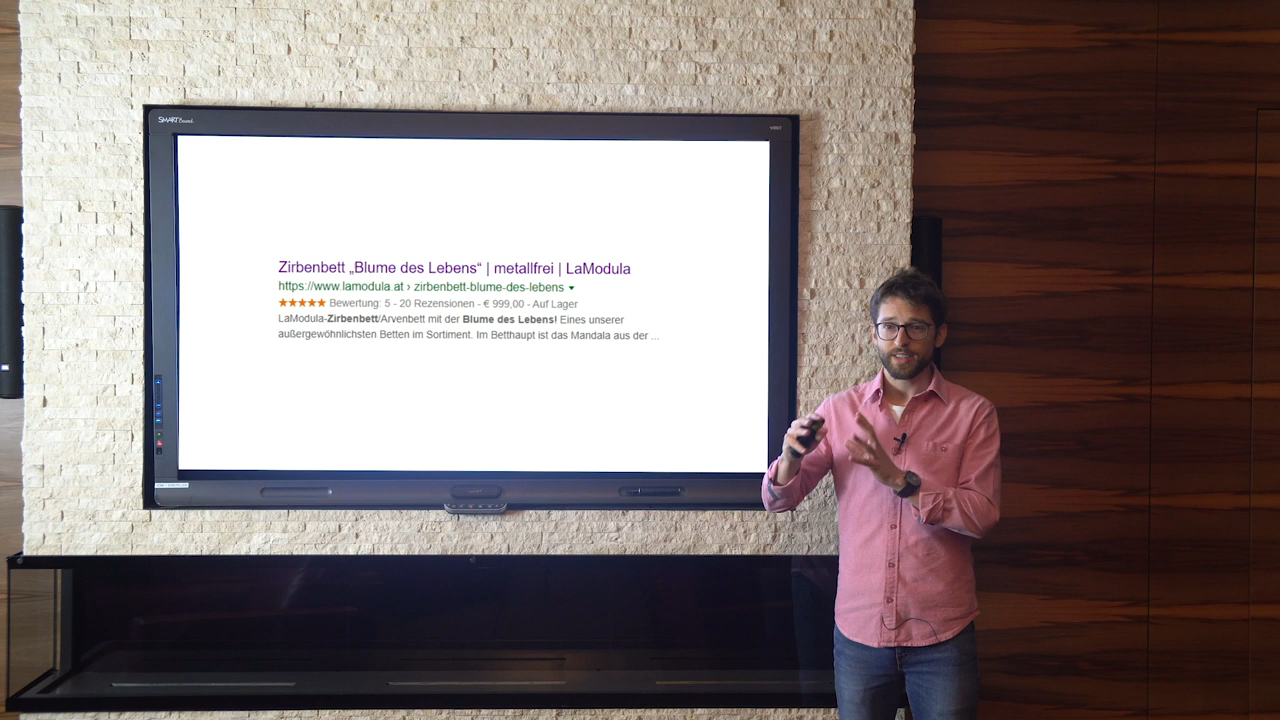 SMART Board
Zirbenbett „Blume des Lebens“ | metallfrei | LaModula
https://www.lamodula.at › zirbenbett-blume-des-lebens
Bewertung: 5 - 20 Rezensionen - € 999,00 - Auf Lager
LaModula-Zirbenbett/Arvenbett mit der Blume des Lebens! Eines unserer
außergewöhnlichsten Betten im Sortiment. Im Betthaupt ist das Mandala aus der ...